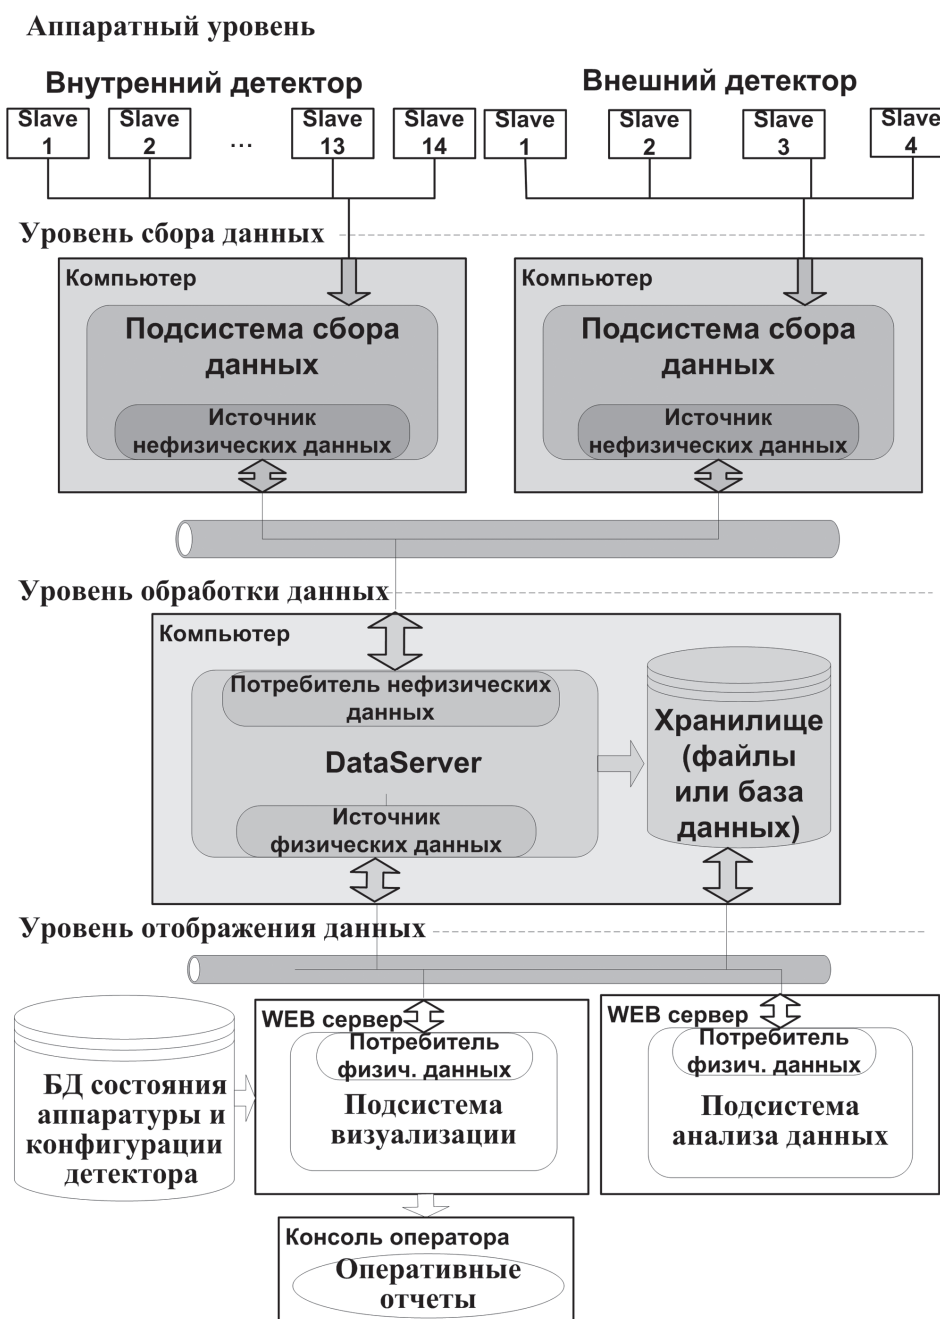 Аппаратный уровень
Внутренний детектор
Внешний детектор
Slave
1
Slave
2
...
Slave
13
Slave
14
Slave
1
Slave
2
Slave
3
Slave
4
Уровень сбора данных
Компьютер
Подсистема сбора
данных
Источник
нефизических данных
Компьютер
Подсистема сбора
данных
Источник
нефизических данных
Уровень обработки данных
Компьютер
Потребитель нефизических
данных
DataServer
Источник
физических данных
Хранилище
(файлы
или база
данных)
Уровень отображения данных
БД состояния
аппаратуры и
конфигурации
детектора
WEB сервер
Потребитель
физич. данных
Подсистема
визуализации
WEB сервер
Потребитель
физич. данных
Подсистема
анализа данных
Консоль оператора
Оперативные
отчеты